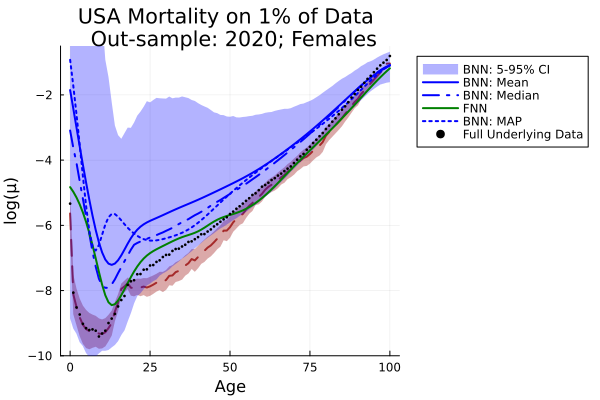 USA Mortality on 1% of Data
Out-sample: 2020; Females
BNN: 5-95% CI
BNN: Mean
BNN: Median
FNN
BNN: MAP
Full Underlying Data
log(μ)
−2
−4
−6
−8
−10
0 25 50 75 100
Age